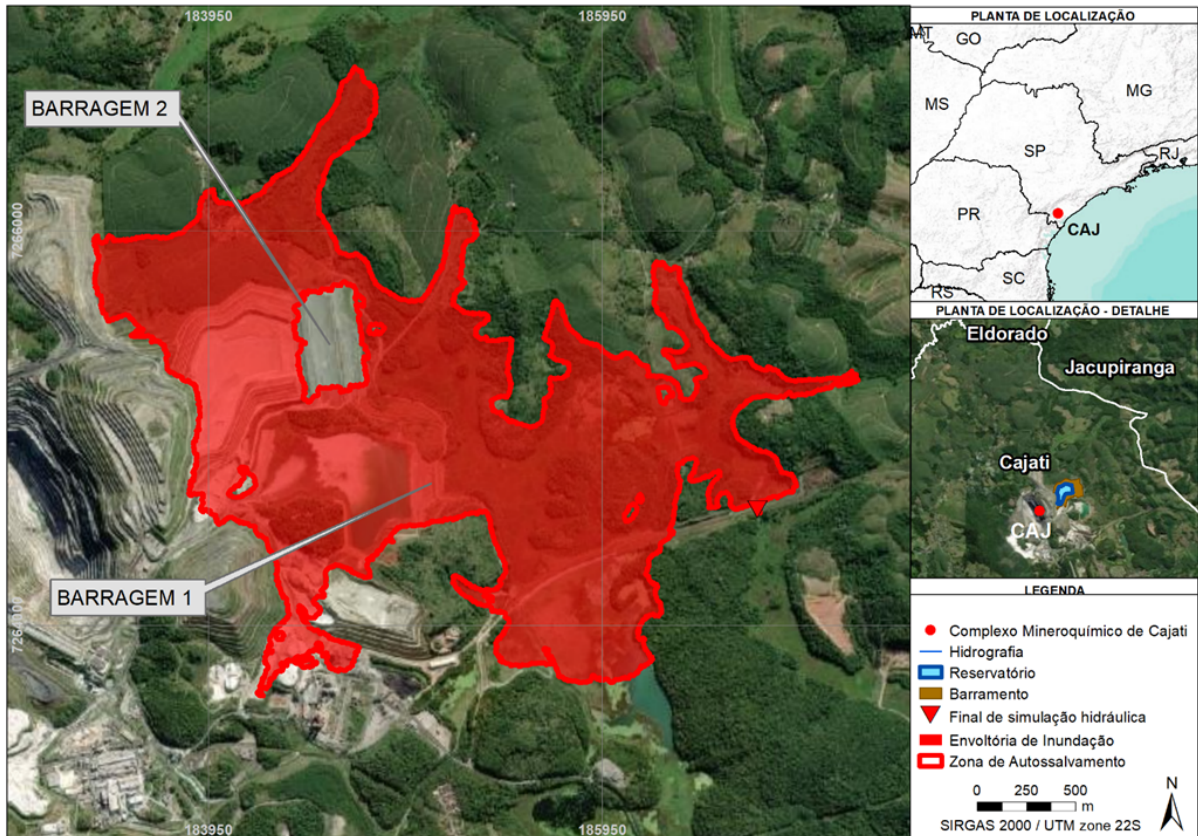 183950
185950
BARRAGEM 2
7266000
BARRAGEM 1
183950
185950
PLANTA DE LOCALIZAÇÃO
MT
GO
MS
MG
SP
RJ
PR
CAJ
SC
RS
PLANTA DE LOCALIZAÇÃO - DETALHE
Eldorado
Jacupiranga
Cajati
CAJ
LEGENDA
Complexo Mineroquímico de Cajati
Hidrografia
Reservatório
Barramento
Final de simulação hidráulica
Envoltória de Inundação
Zona de Autossalvamento
0 250 500
m
SIRGAS 2000 / UTM zone 22S
N